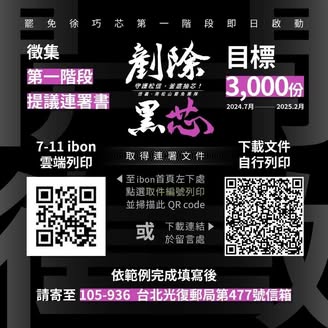 罷免徐巧芯第一階段即日啟動
徵集
第一階段
提議連署書
剷除
守護松信，並還抽芯！
黑芯
目標
3,000份
2024.7月 — 2025.2月
取得連署文件
7-11 ibon
雲端列印
至ibon首頁左下處
點選取件編號列印
並掃描此 QR code
或
下載連結
於留言處
下載文件
自行列印
依範例完成填寫後
請寄至 105-936 台北光復郵局第477號信箱